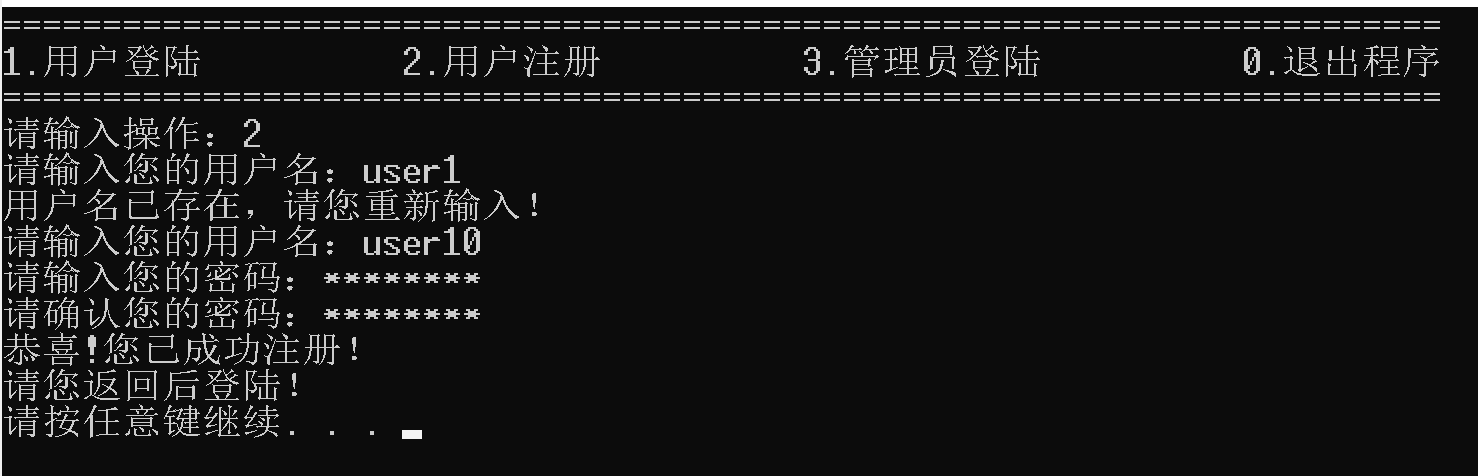 ========================================================================
1.用户登陆          2.用户注册          3.管理员登陆          0.退出程序
========================================================================
请输入操作：2
请输入您的用户名：user1
用户名已存在，请您重新输入！
请输入您的用户名：user10
请输入您的密码：********
请确认您的密码：********
恭喜!您已成功注册！
请您返回后登陆！
请按任意键继续. . .